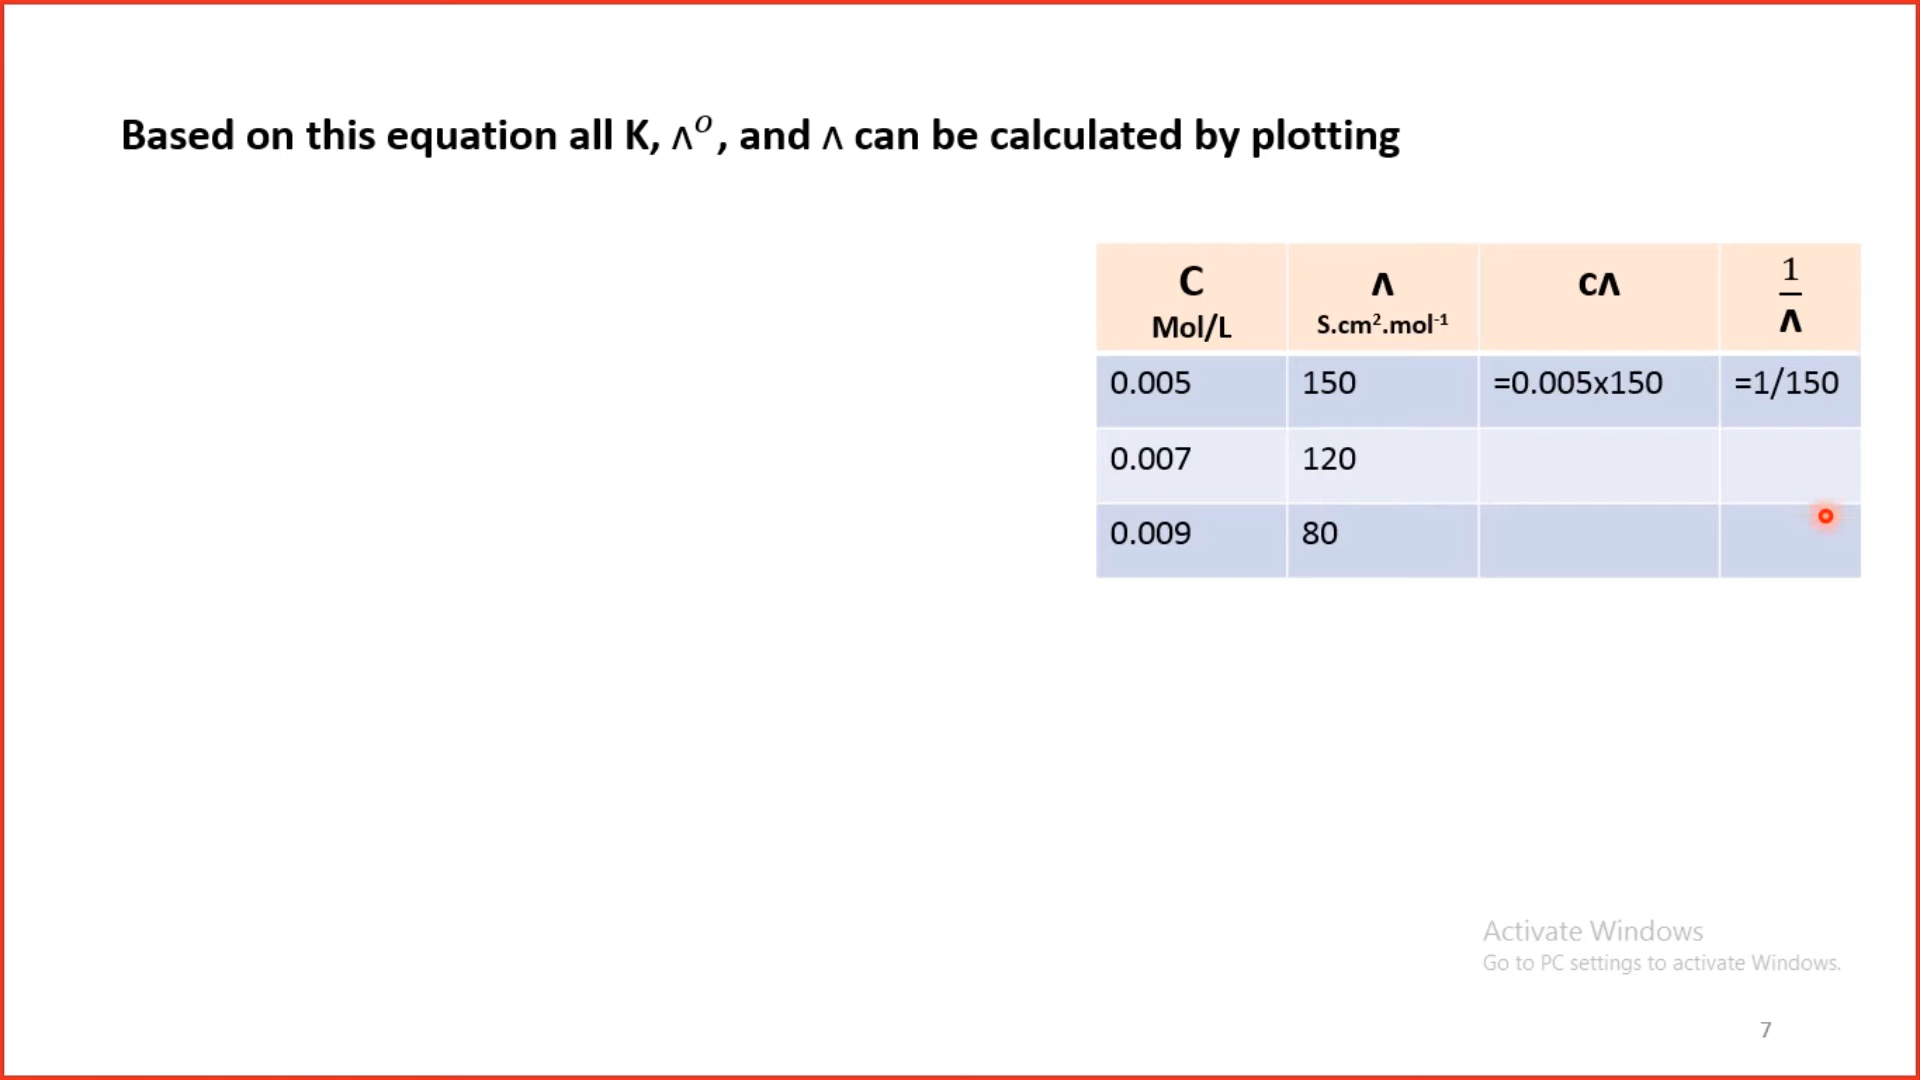 Based on this equation all K, ∧ᵒ, and ∧ can be calculated by plotting
C Mol/L | Λ S.cm².mol⁻¹ | cΛ | 1/Λ
0.005 | 150 | =0.005x150 | =1/150
0.007 | 120
0.009 | 80
Activate Windows
Go to PC settings to activate Windows.
7